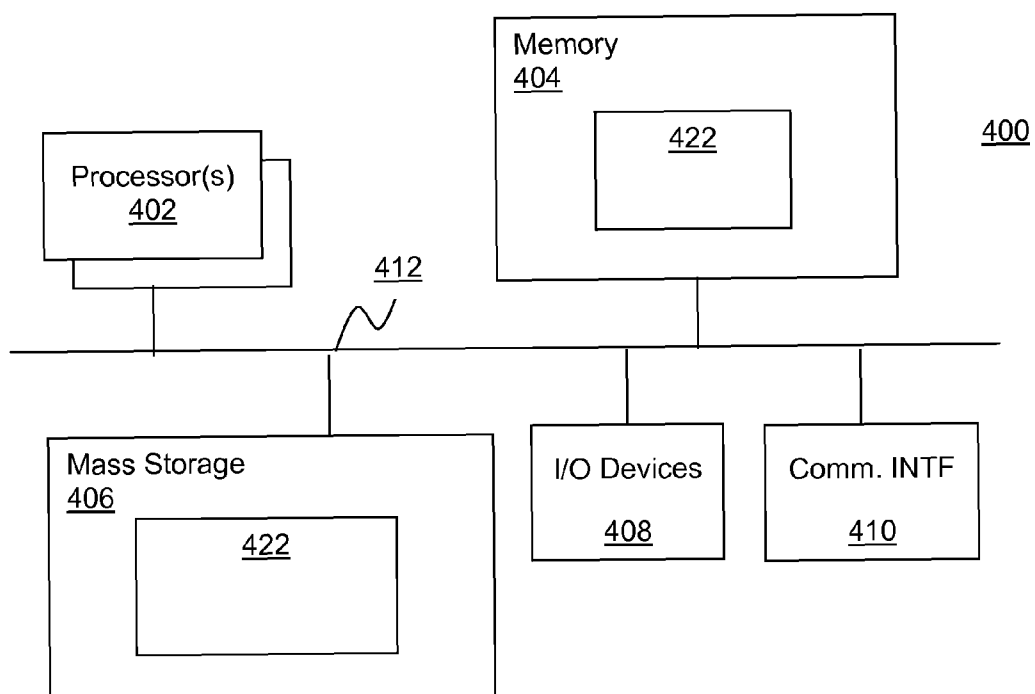 Memory
404
422
400
Processor(s)
402
412
Mass Storage
406
422
I/O Devices
408
Comm. INTF
410